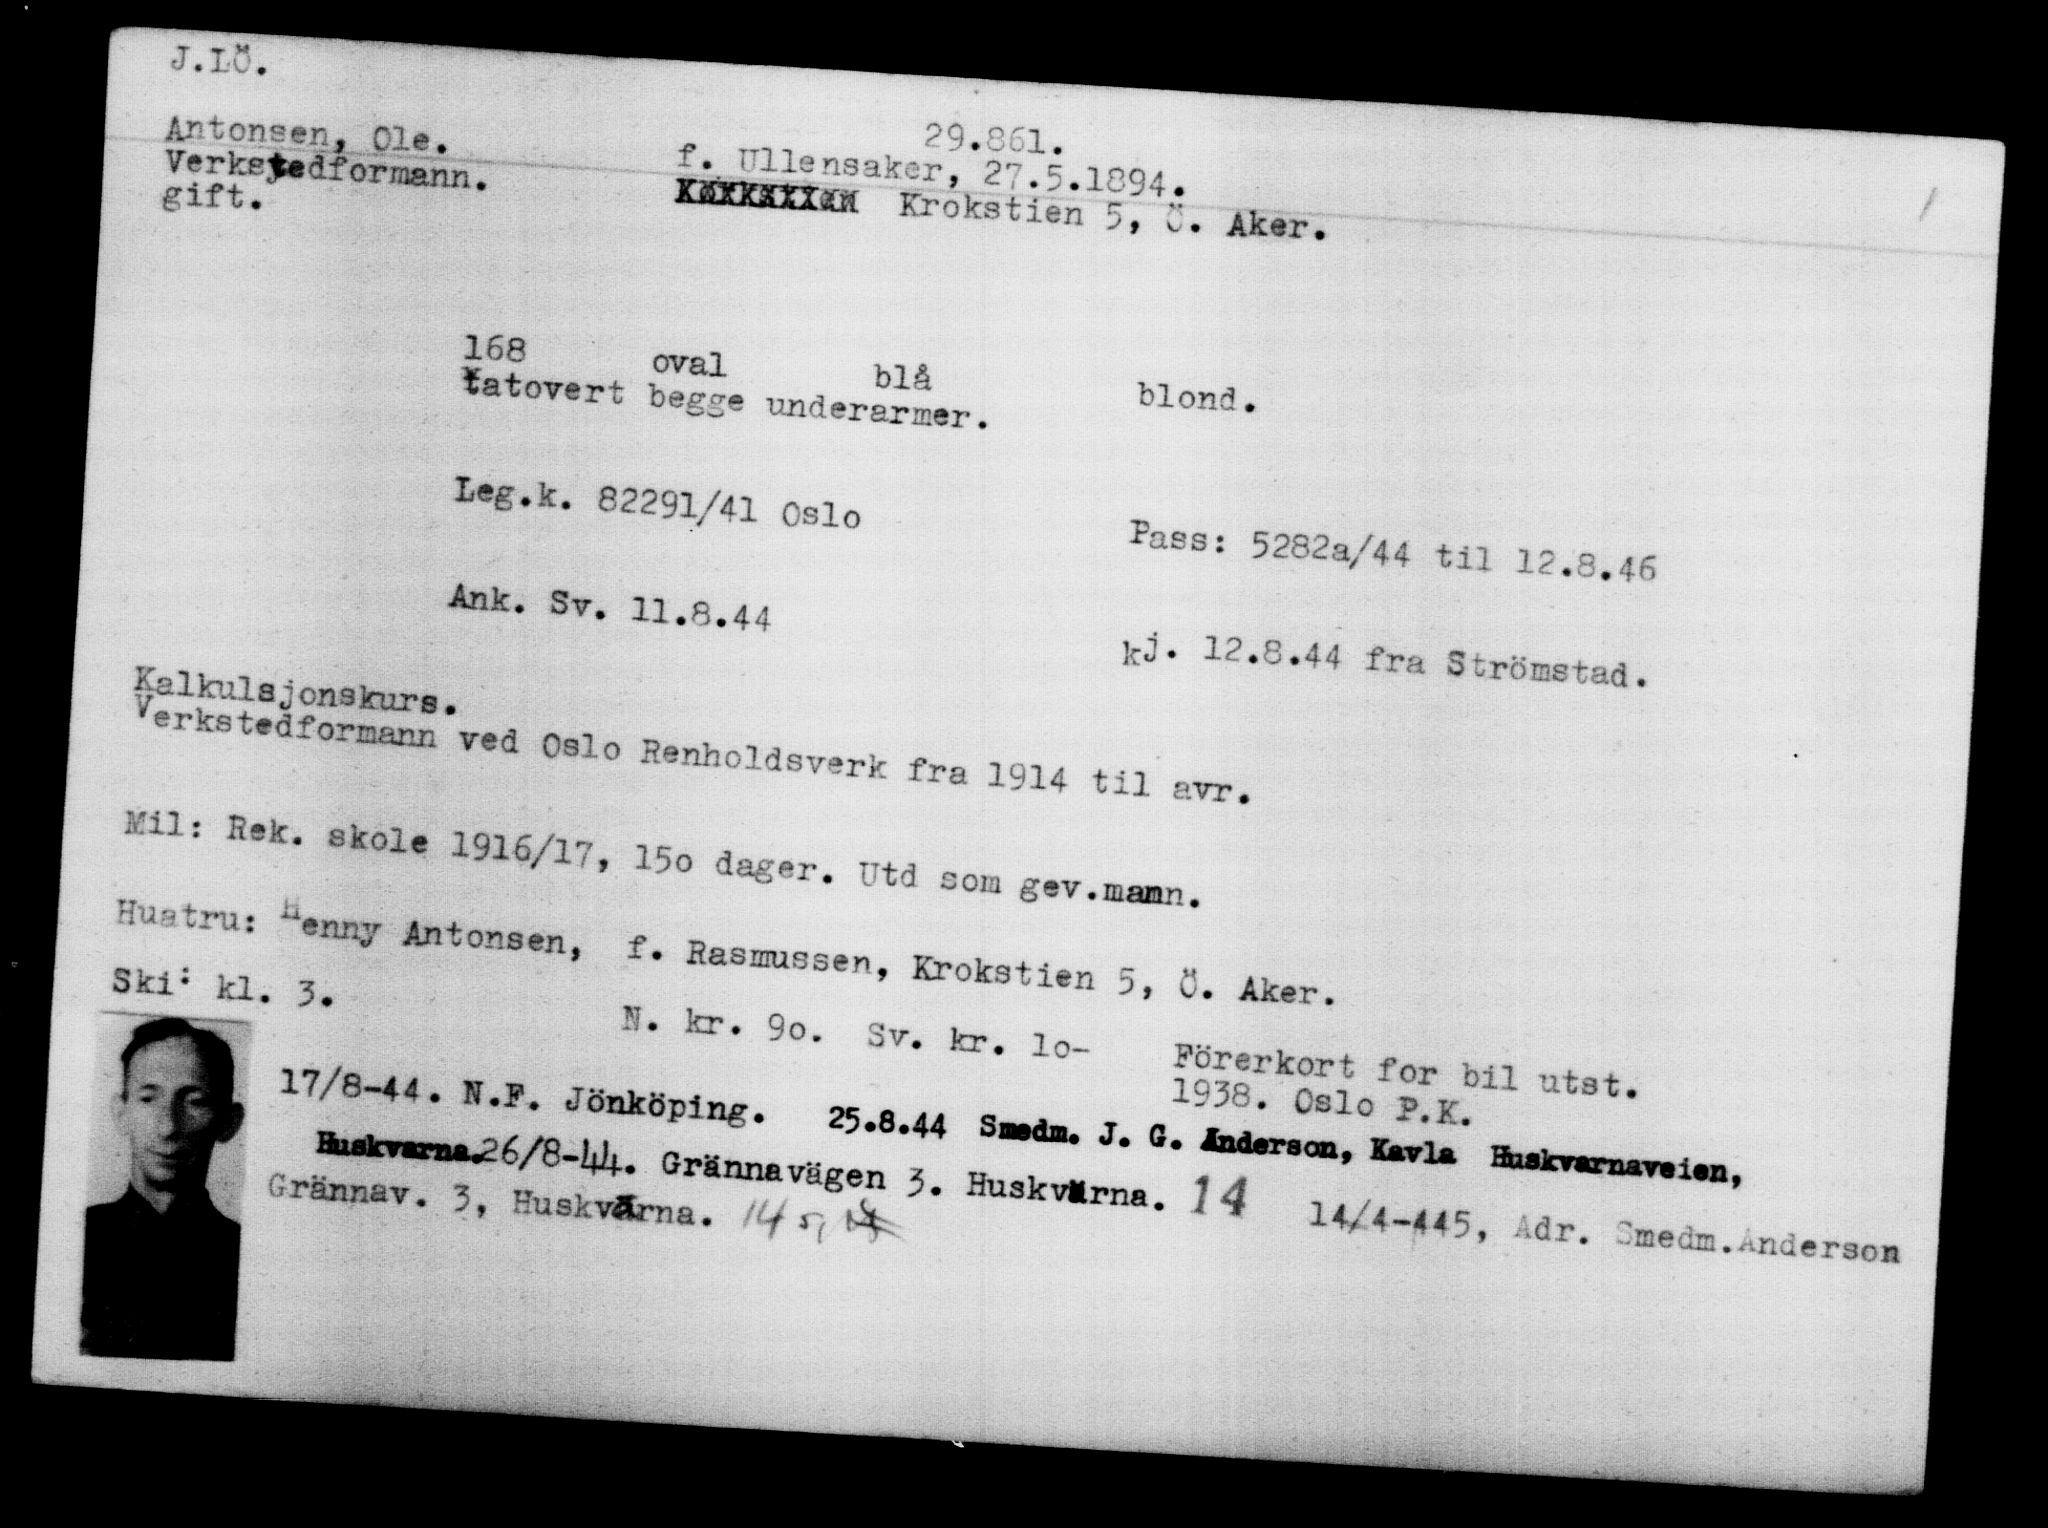 J.LÖ.
29.861.
Antonsen, Ole.
f. Ullensaker, 27.5.1894.
Verkstedformann.
Krokstien 5, Ö. Aker.
gift.
168 oval blå blond.
tatovert begge underarmer.
Leg.k. 82291/41 Oslo
Pass: 5282a/44 til 12.8.46
Ank. Sv. 11.8.44
kj. 12.8.44 fra Strömstad.
Kalkulsjonskurs.
Verkstedformann ved Oslo Renholdsverk fra 1914 til avr.
Mil: Rek. skole 1916/17, 15o dager. Utd som gev.mann.
Huatru: Henny Antonsen, f. Rasmussen, Krokstien 5, Ö. Aker.
Ski: kl. 3.
N. kr. 9o. Sv. kr. lo-
Förerkort for bil utst.
1938. Oslo P.K.
17/8-44. N.F. Jönköping. 25.8.44 Smedm. J. G. Anderson, Kavla Huskvarnaveien,
Huskvarna. 26/8-44. Grännavägen 3. Huskvarna. 14 14/4-445, Adr. Smedm. Anderson
Grännav. 3, Huskvarna. 14